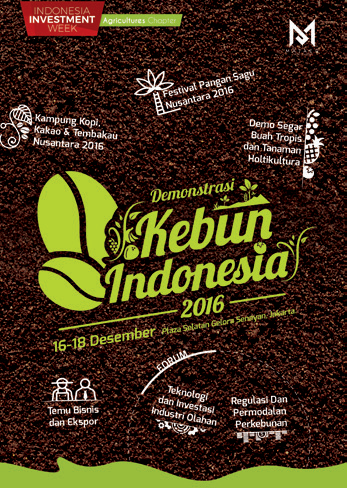 INDONESIA
INVESTMENT
WEEK
Agricultures Chapter
Festival Pangan Sagu
Nusantara 2016
Kampung Kopi,
Kakao & Tembakau
Nusantara 2016
Demo Segar
Buah Tropis
dan Tanaman
Holtikultura
Demonstrasi
Kebun
Indonesia
2016
16-18 Desember
Plaza Selatan Gelora Senayan, Jakarta
FORUM
Temu Bisnis
dan Ekspor
Teknologi
dan Investasi
Industri Olahan
Regulasi Dan
Permodalan
Perkebunan